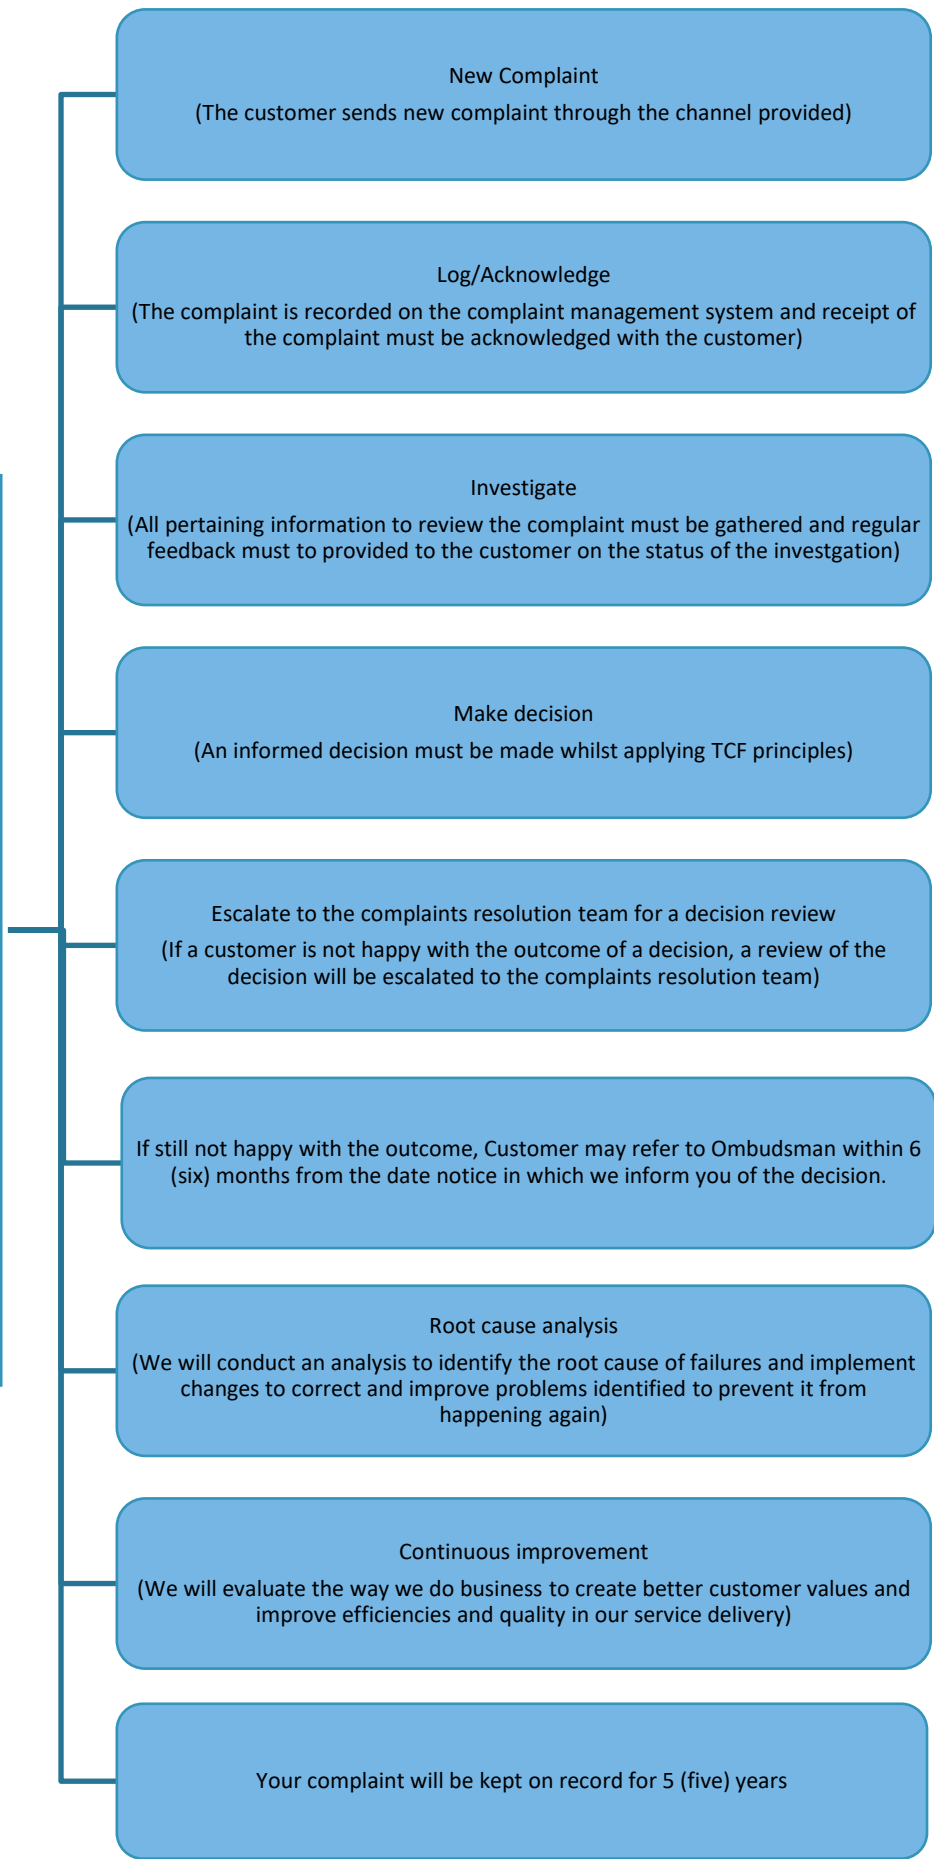 New Complaint
(The customer sends new complaint through the channel provided)
Log/Acknowledge
(The complaint is recorded on the complaint management system and receipt of
the complaint must be acknowledged with the customer)
Investigate
(All pertaining information to review the complaint must be gathered and regular
feedback must to provided to the customer on the status of the investgation)
Make decision
(An informed decision must be made whilst applying TCF principles)
Escalate to the complaints resolution team for a decision review
(If a customer is not happy with the outcome of a decision, a review of the
decision will be escalated to the complaints resolution team)
If still not happy with the outcome, Customer may refer to Ombudsman within 6
(six) months from the date notice in which we inform you of the decision.
Root cause analysis
(We will conduct an analysis to identify the root cause of failures and implement
changes to correct and improve problems identified to prevent it from
happening again)
Continuous improvement
(We will evaluate the way we do business to create better customer values and
improve efficiencies and quality in our service delivery)
Your complaint will be kept on record for 5 (five) years